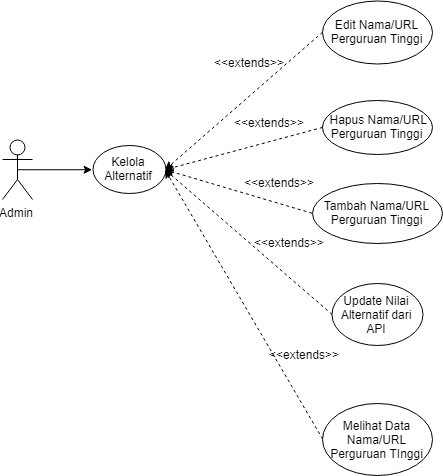 Edit Nama/URL
Perguruan Tinggi
<<extends>>
Hapus Nama/URL
Perguruan Tinggi
<<extends>>
Kelola
Alternatif
Admin
<<extends>>
Tambah Nama/URL
Perguruan Tinggi
<<extends>>
Update Nilai
Alternatif dari
API
<<extends>>
Melihat Data
Nama/URL
Perguruan TInggi